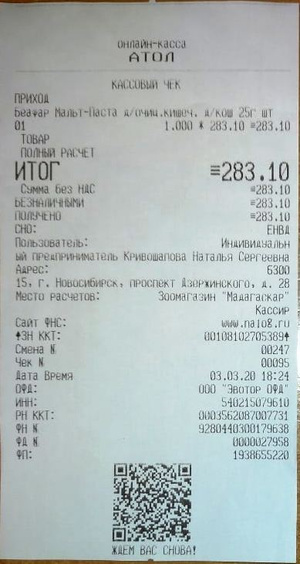 ОНЛАЙН-КАССА
АТОЛ
КАССОВЫЙ ЧЕК
ПРИХОД
Беафар Мальт-Паста д/очищ.кишеч. д/кош 25г шт
01 1.000 * 283.10 =283.10
ТОВАР
ПОЛНЫЙ РАСЧЕТ
ИТОГ =283.10
Сумма без НДС =283.10
БЕЗНАЛИЧНЫМИ =283.10
ПОЛУЧЕНО =283.10
СНО: ЕНВД
Пользователь: Индивидуальн
ый предприниматель Кривошапова Наталья Сергеевна
Адрес: 6300
15, г. Новосибирск, проспект Дзержинского, д. 28
Место расчетов: Зоомагазин "Мадагаскар"
Кассир
Сайт ФНС: www.nalog.ru
↑ЗН ККТ: 00108102705389↑
Смена № 00247
Чек № 00095
Дата Время 03.03.20 18:24
ОФД: ООО "Эвотор ОФД"
ИНН: 540215079610
РН ККТ: 0003562087007731
ФН № 9280440300179638
ФД № 0000027958
ФП: 1938655220
ЖДЕМ ВАС СНОВА!